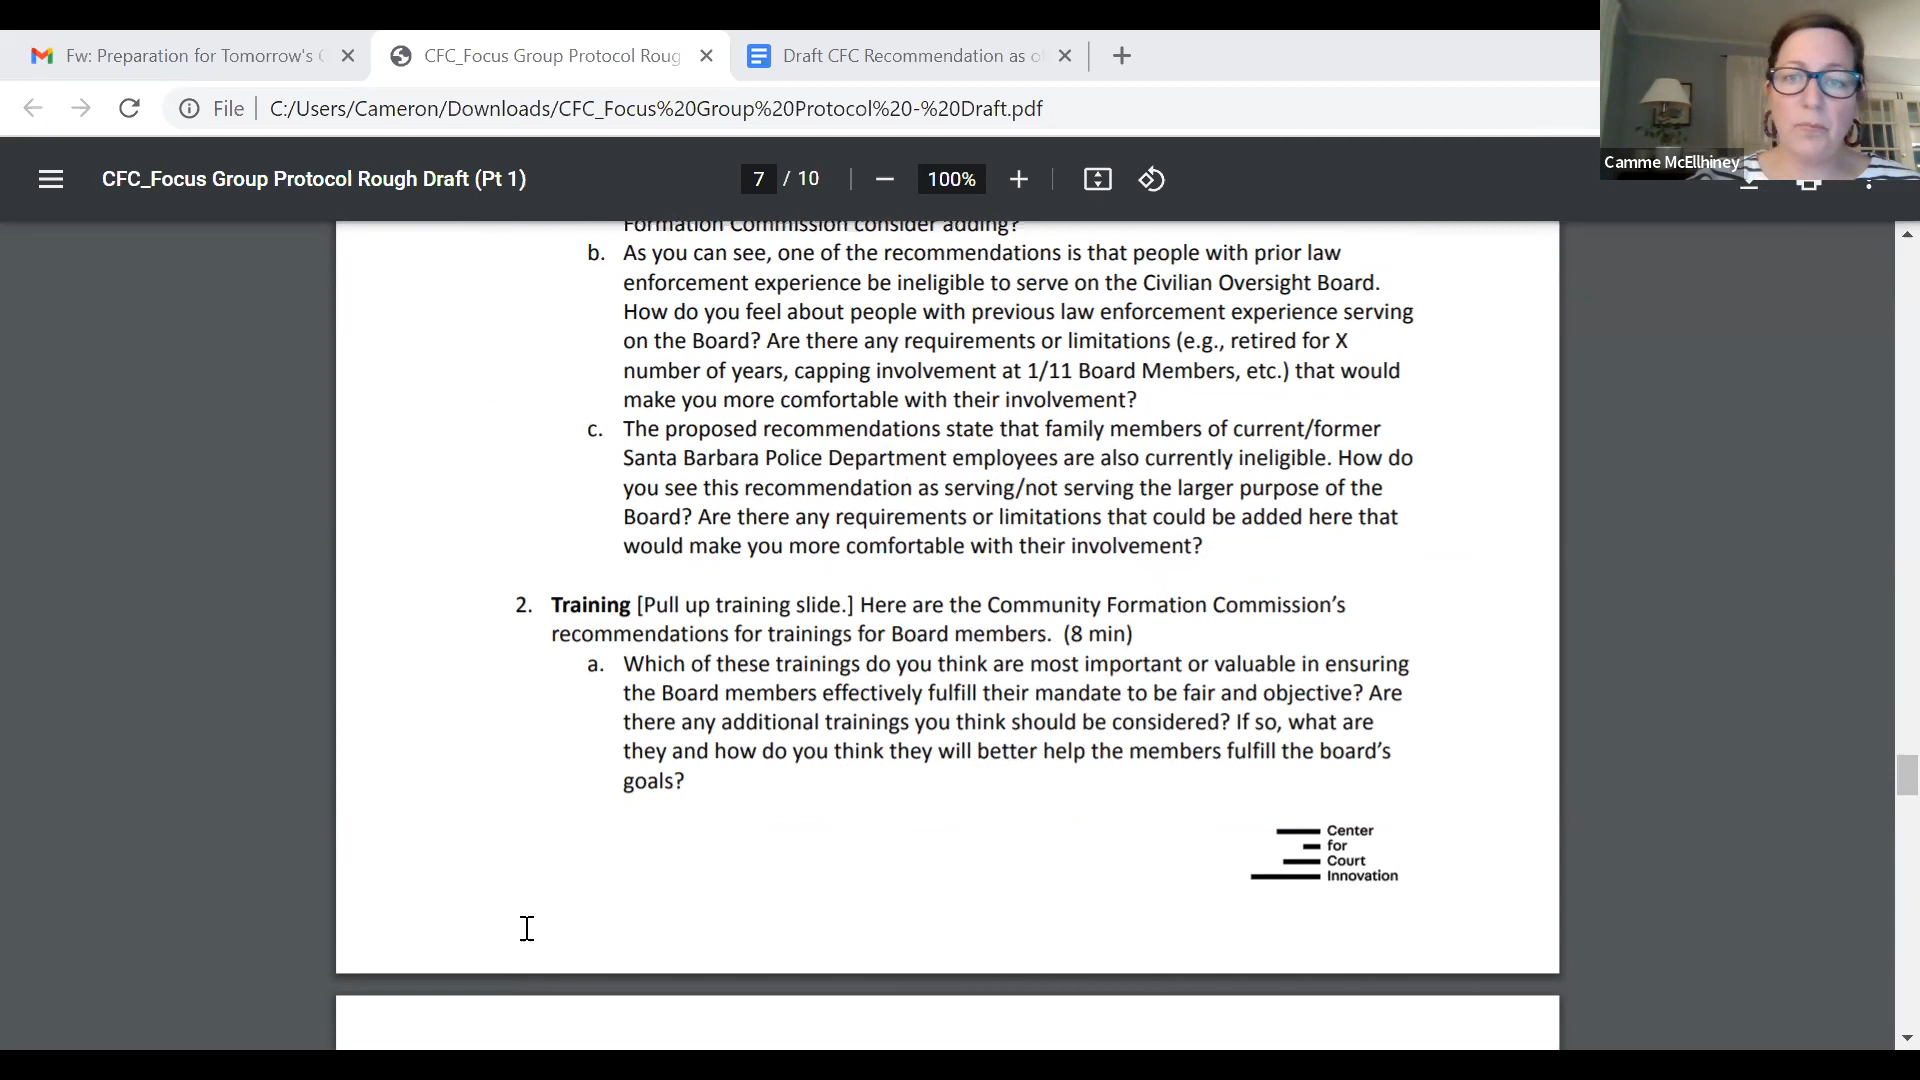 Fw: Preparation for Tomorrow's
CFC_Focus Group Protocol Roug
Draft CFC Recommendation as o
File
C:/Users/Cameron/Downloads/CFC_Focus%20Group%20Protocol%20-%20Draft.pdf
Camme McEllhiney
CFC_Focus Group Protocol Rough Draft (Pt 1)
7 / 10
100%
Formation Commission consider adding?
b. As you can see, one of the recommendations is that people with prior law
enforcement experience be ineligible to serve on the Civilian Oversight Board.
How do you feel about people with previous law enforcement experience serving
on the Board? Are there any requirements or limitations (e.g., retired for X
number of years, capping involvement at 1/11 Board Members, etc.) that would
make you more comfortable with their involvement?
c. The proposed recommendations state that family members of current/former
Santa Barbara Police Department employees are also currently ineligible. How do
you see this recommendation as serving/not serving the larger purpose of the
Board? Are there any requirements or limitations that could be added here that
would make you more comfortable with their involvement?
2. Training [Pull up training slide.] Here are the Community Formation Commission’s
recommendations for trainings for Board members. (8 min)
a. Which of these trainings do you think are most important or valuable in ensuring
the Board members effectively fulfill their mandate to be fair and objective? Are
there any additional trainings you think should be considered? If so, what are
they and how do you think they will better help the members fulfill the board’s
goals?
Center
for
Court
Innovation